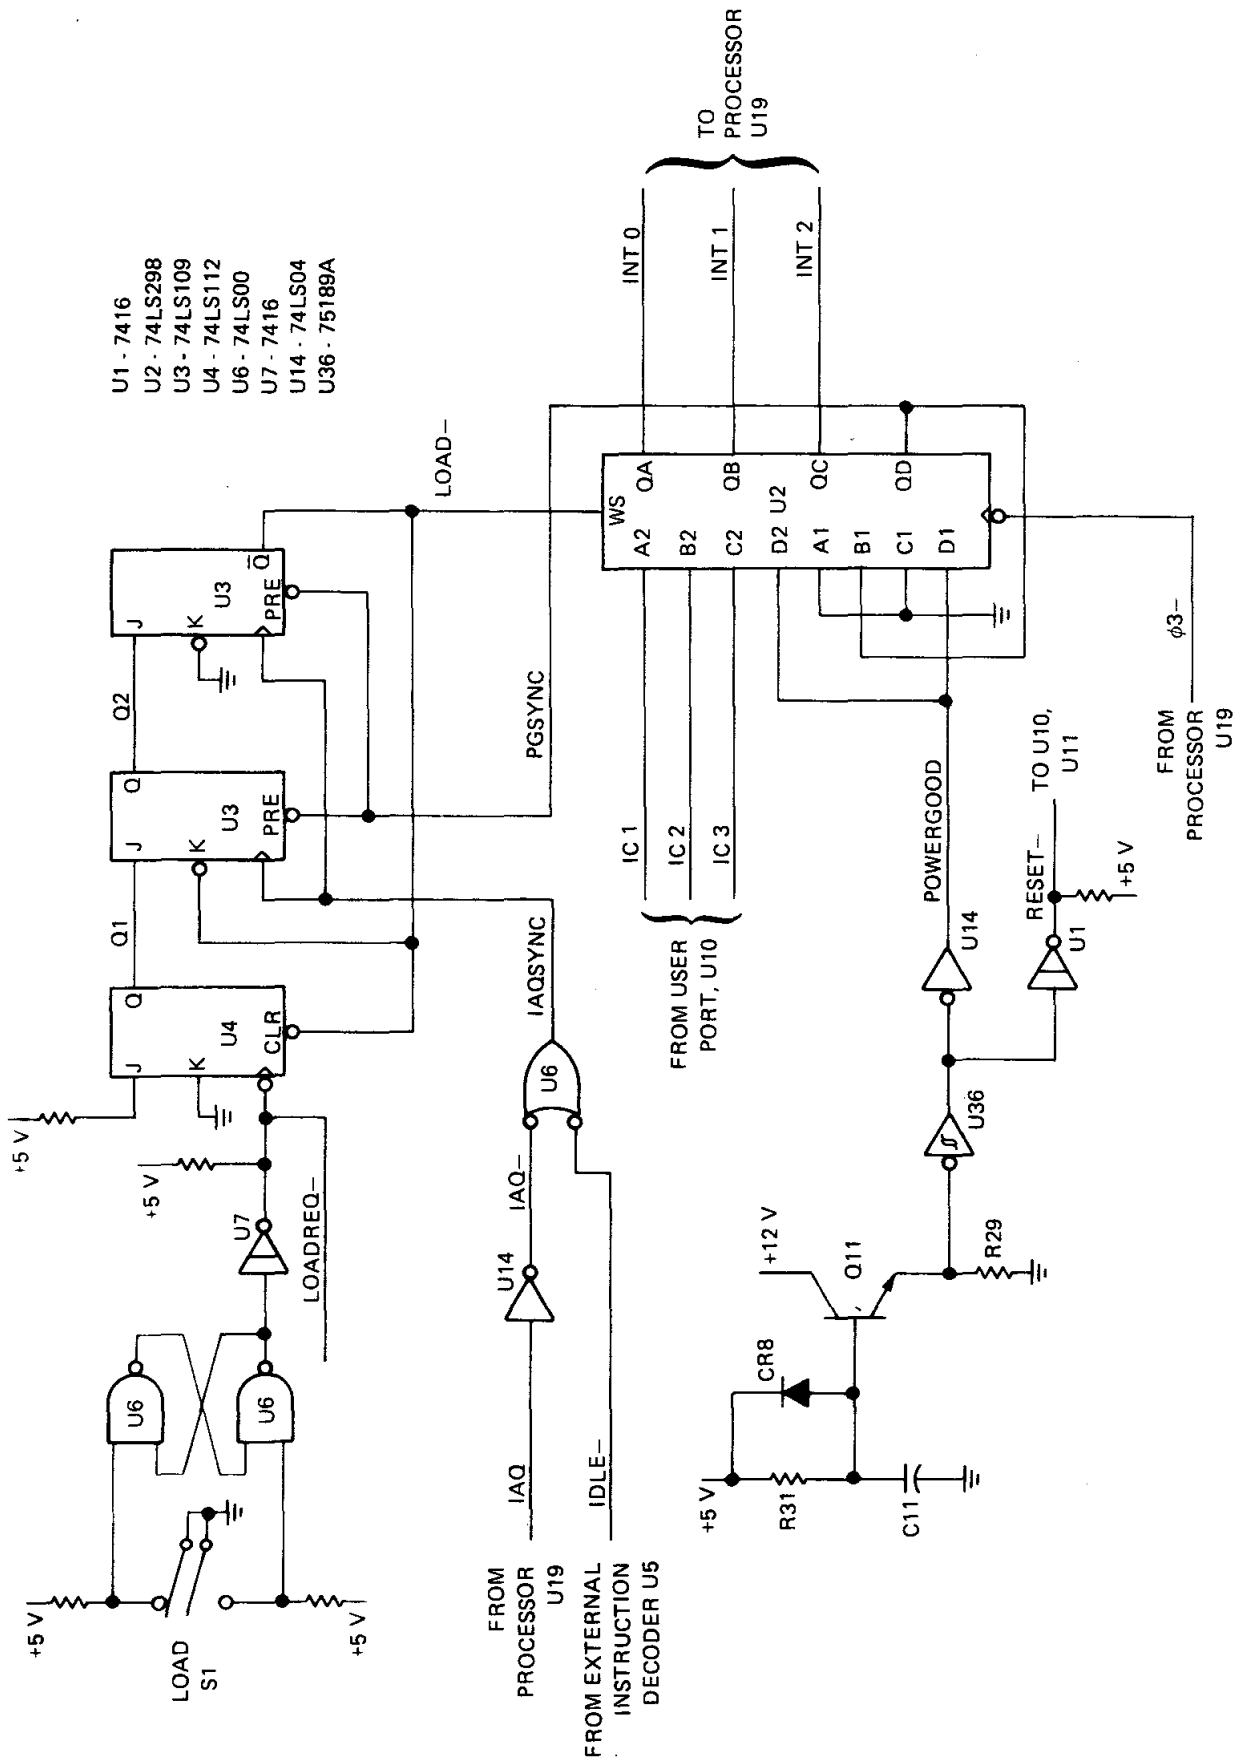 U1 - 7416
U2 - 74LS298
U3 - 74LS109
U4 - 74LS112
U6 - 74LS00
U7 - 7416
U14 - 74LS04
U36 - 75189A
+5 V
+5 V
LOAD
S1
+5 V
U6
U6
U7
+5 V
LOADREQ–
J
Q
K
U4
CLR
Q1
J
Q
K
U3
PRE
Q2
J
K
U3
Q̅
PRE
LOAD–
FROM
PROCESSOR
U19
IAQ
U14
IAQ–
U6
IAQSYNC
PGSYNC
FROM EXTERNAL
INSTRUCTION
DECODER U5
IDLE–
FROM USER
PORT, U10
IC 1
IC 2
IC 3
WS
A2
QA
B2
C2
QB
D2
U2
A1
QC
B1
C1
QD
D1
INT 0
INT 1
INT 2
TO
PROCESSOR
U19
+5 V
R31
CR8
C11
+12 V
Q11
R29
U36
U14
POWERGOOD
U1
RESET–
+5 V
TO U10,
U11
FROM
PROCESSOR
U19
ϕ3–